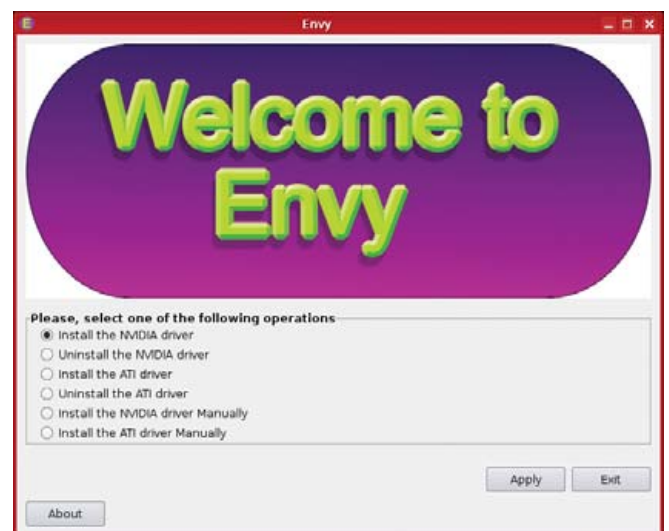 E
Envy
Welcome to
Envy
Please, select one of the following operations
Install the NVIDIA driver
Uninstall the NVIDIA driver
Install the ATI driver
Uninstall the ATI driver
Install the NVIDIA driver Manually
Install the ATI driver Manually
Apply
Exit
About